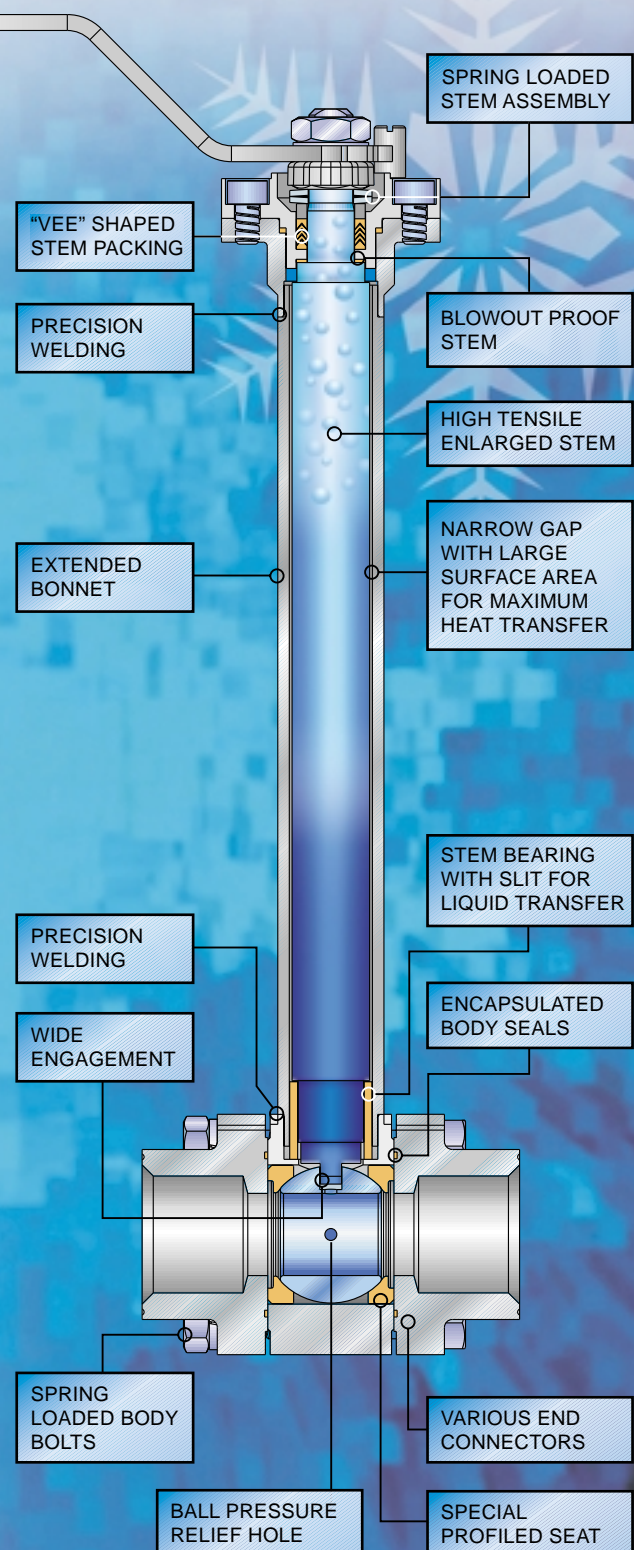 SPRING LOADED
STEM ASSEMBLY
“VEE” SHAPED
STEM PACKING
PRECISION
WELDING
BLOWOUT PROOF
STEM
HIGH TENSILE
ENLARGED STEM
EXTENDED
BONNET
NARROW GAP
WITH LARGE
SURFACE AREA
FOR MAXIMUM
HEAT TRANSFER
STEM BEARING
WITH SLIT FOR
LIQUID TRANSFER
PRECISION
WELDING
ENCAPSULATED
BODY SEALS
WIDE
ENGAGEMENT
SPRING
LOADED BODY
BOLTS
VARIOUS END
CONNECTORS
BALL PRESSURE
RELIEF HOLE
SPECIAL
PROFILED SEAT